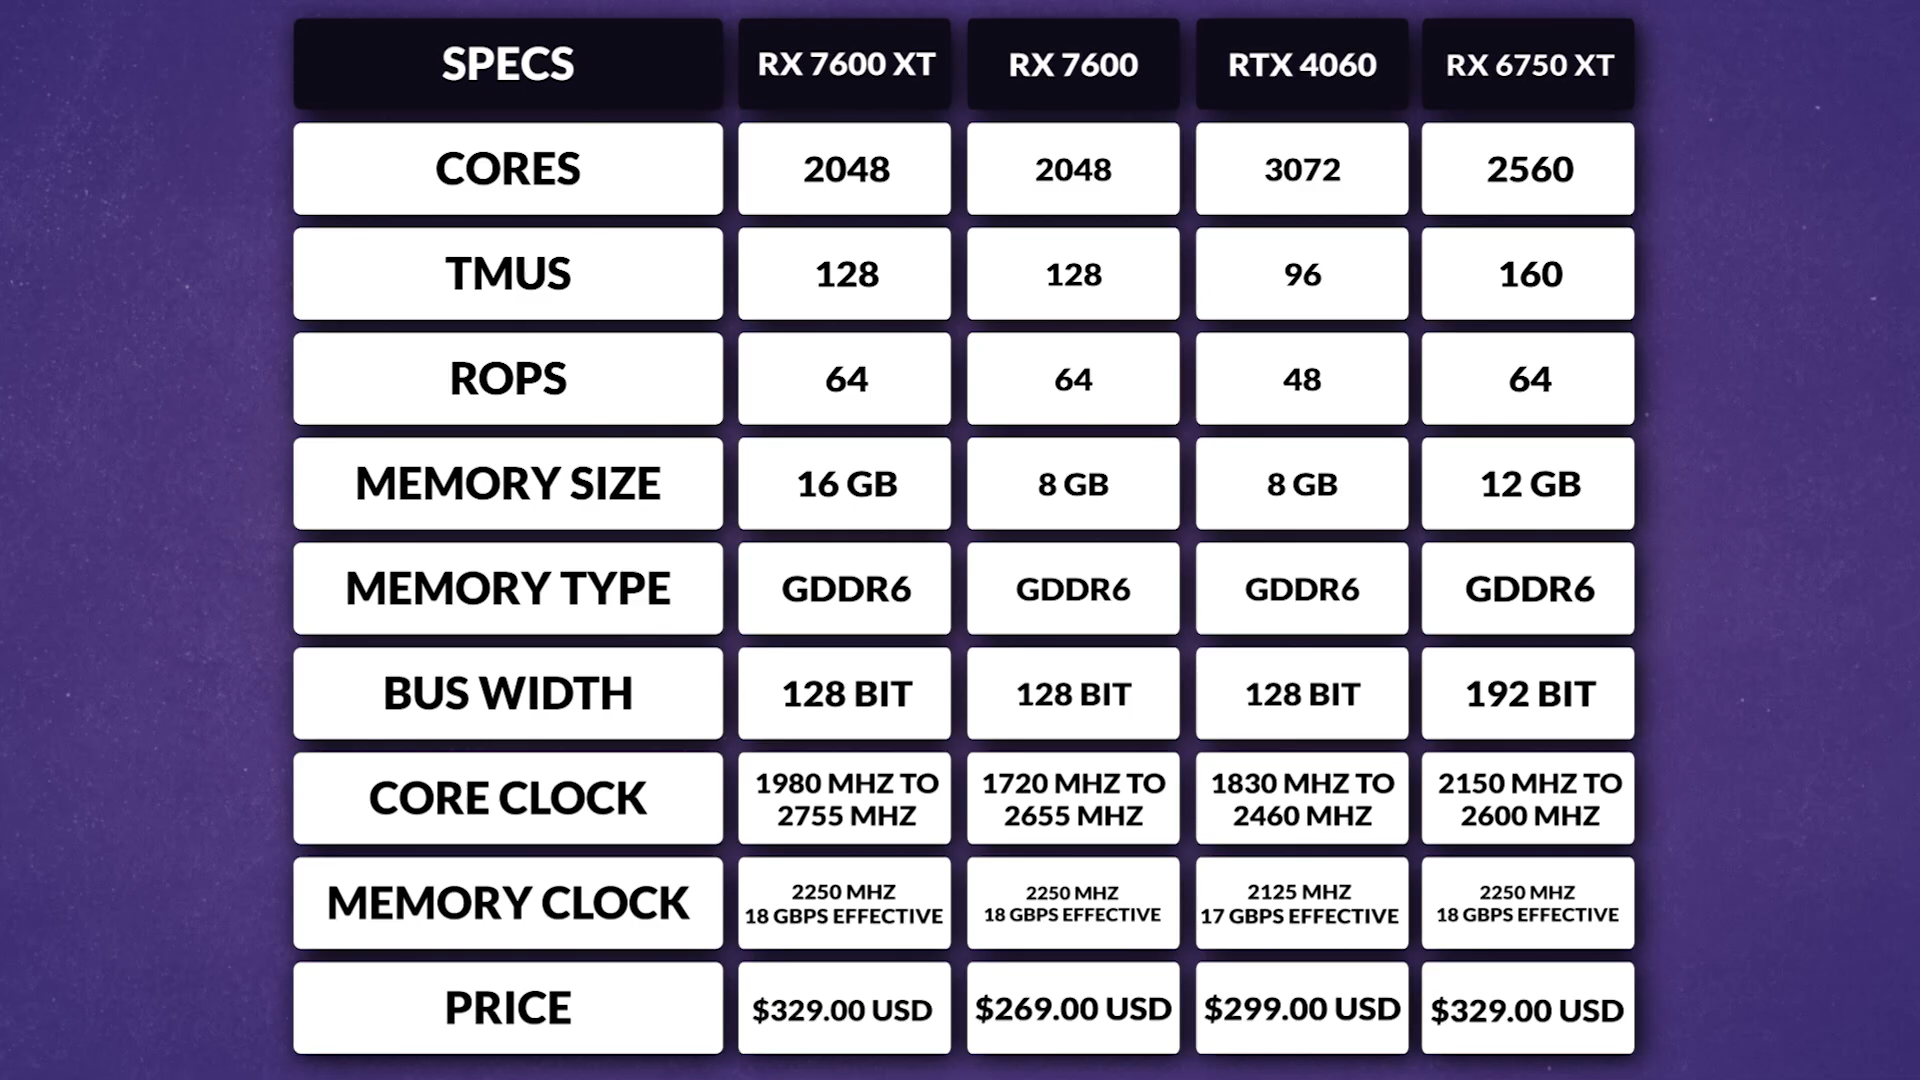 SPECS RX 7600 XT RX 7600 RTX 4060 RX 6750 XT
CORES 2048 2048 3072 2560
TMUS 128 128 96 160
ROPS 64 64 48 64
MEMORY SIZE 16 GB 8 GB 8 GB 12 GB
MEMORY TYPE GDDR6 GDDR6 GDDR6 GDDR6
BUS WIDTH 128 BIT 128 BIT 128 BIT 192 BIT
CORE CLOCK 1980 MHZ TO 2755 MHZ 1720 MHZ TO 2655 MHZ 1830 MHZ TO 2460 MHZ 2150 MHZ TO 2600 MHZ
MEMORY CLOCK 2250 MHZ 18 GBPS EFFECTIVE 2250 MHZ 18 GBPS EFFECTIVE 2125 MHZ 17 GBPS EFFECTIVE 2250 MHZ 18 GBPS EFFECTIVE
PRICE $329.00 USD $269.00 USD $299.00 USD $329.00 USD